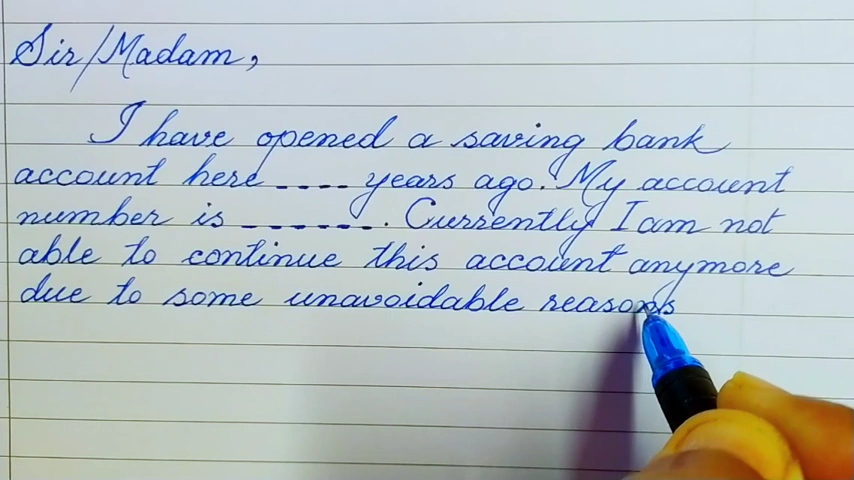 Sir/Madam,
I have opened a saving bank
account here ---- years ago. My account
number is -------. Currently I am not
able to continue this account anymore
due to some unavoidable reasons